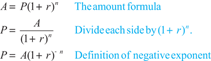 A = P(1 + r)^n The amount formula
P = A/(1 + r)^n Divide each side by (1 + r)^n.
P = A(1 + r)^-n Definition of negative exponent